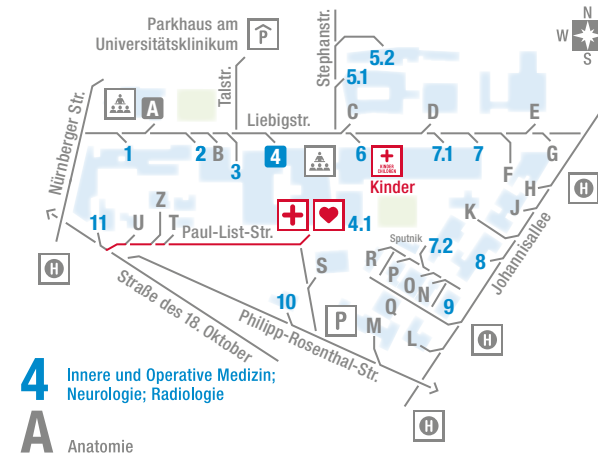 Parkhaus am
Universitätsklinikum
P
N
W
S
Stephanstr.
5.2
5.1
Talstr.
Nürnberger Str.
A
Liebigstr.
C
D
E
1
2
B
3
4
6
KINDER
CHILDREN
Kinder
7.1
7
F
G
H
J
K
H
11
U
Z
T
Paul-List-Str.
4.1
Sputnik
7.2
R
P
O
N
Q
8
9
Johannisallee
H
S
10
P
M
L
H
H
Straße des 18. Oktober
Philipp-Rosenthal-Str.
4
Innere und Operative Medizin;
Neurologie; Radiologie
A
Anatomie